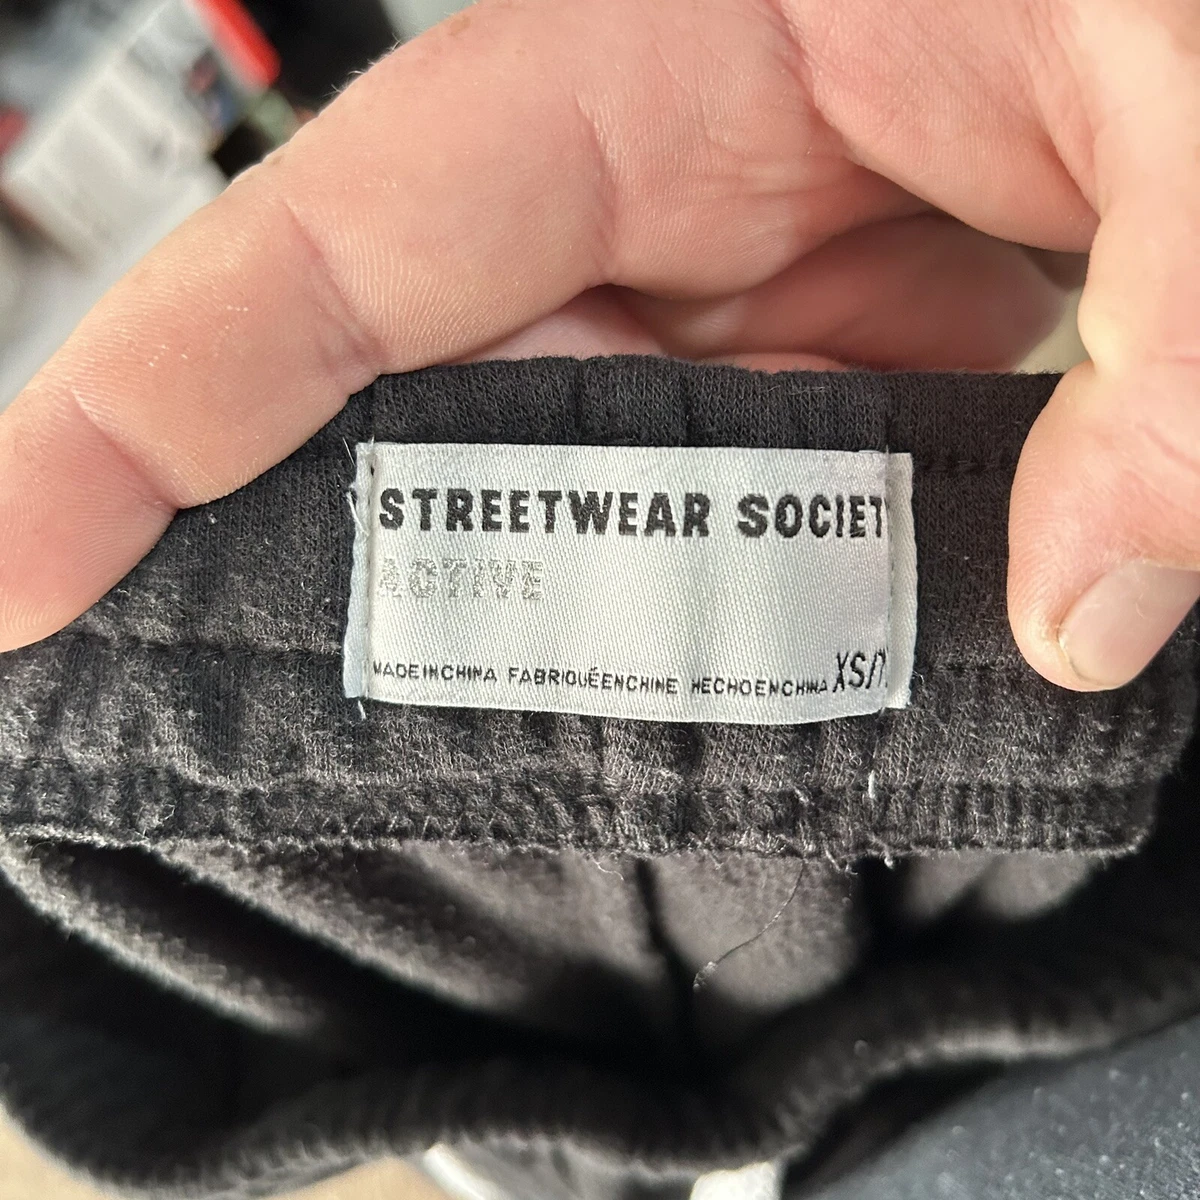 STREETWEAR SOCIET
ACTIVE
MADE IN CHINA FABRIQUÉ EN CHINE HECHO EN CHINA XS/